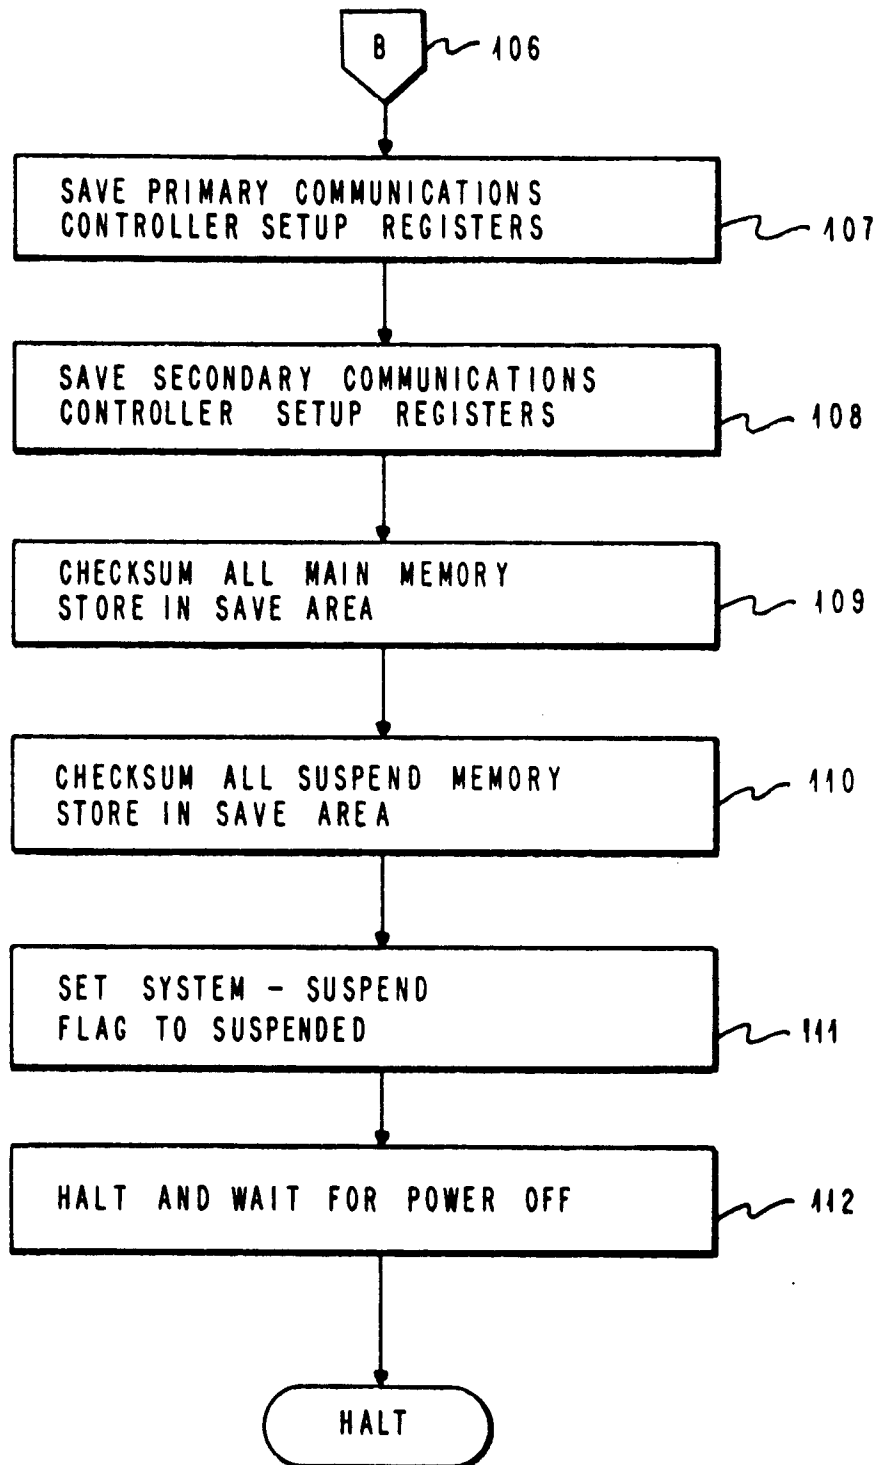 B
106
SAVE PRIMARY COMMUNICATIONS
CONTROLLER SETUP REGISTERS
107
SAVE SECONDARY COMMUNICATIONS
CONTROLLER SETUP REGISTERS
108
CHECKSUM ALL MAIN MEMORY
STORE IN SAVE AREA
109
CHECKSUM ALL SUSPEND MEMORY
STORE IN SAVE AREA
110
SET SYSTEM - SUSPEND
FLAG TO SUSPENDED
111
HALT AND WAIT FOR POWER OFF
112
HALT